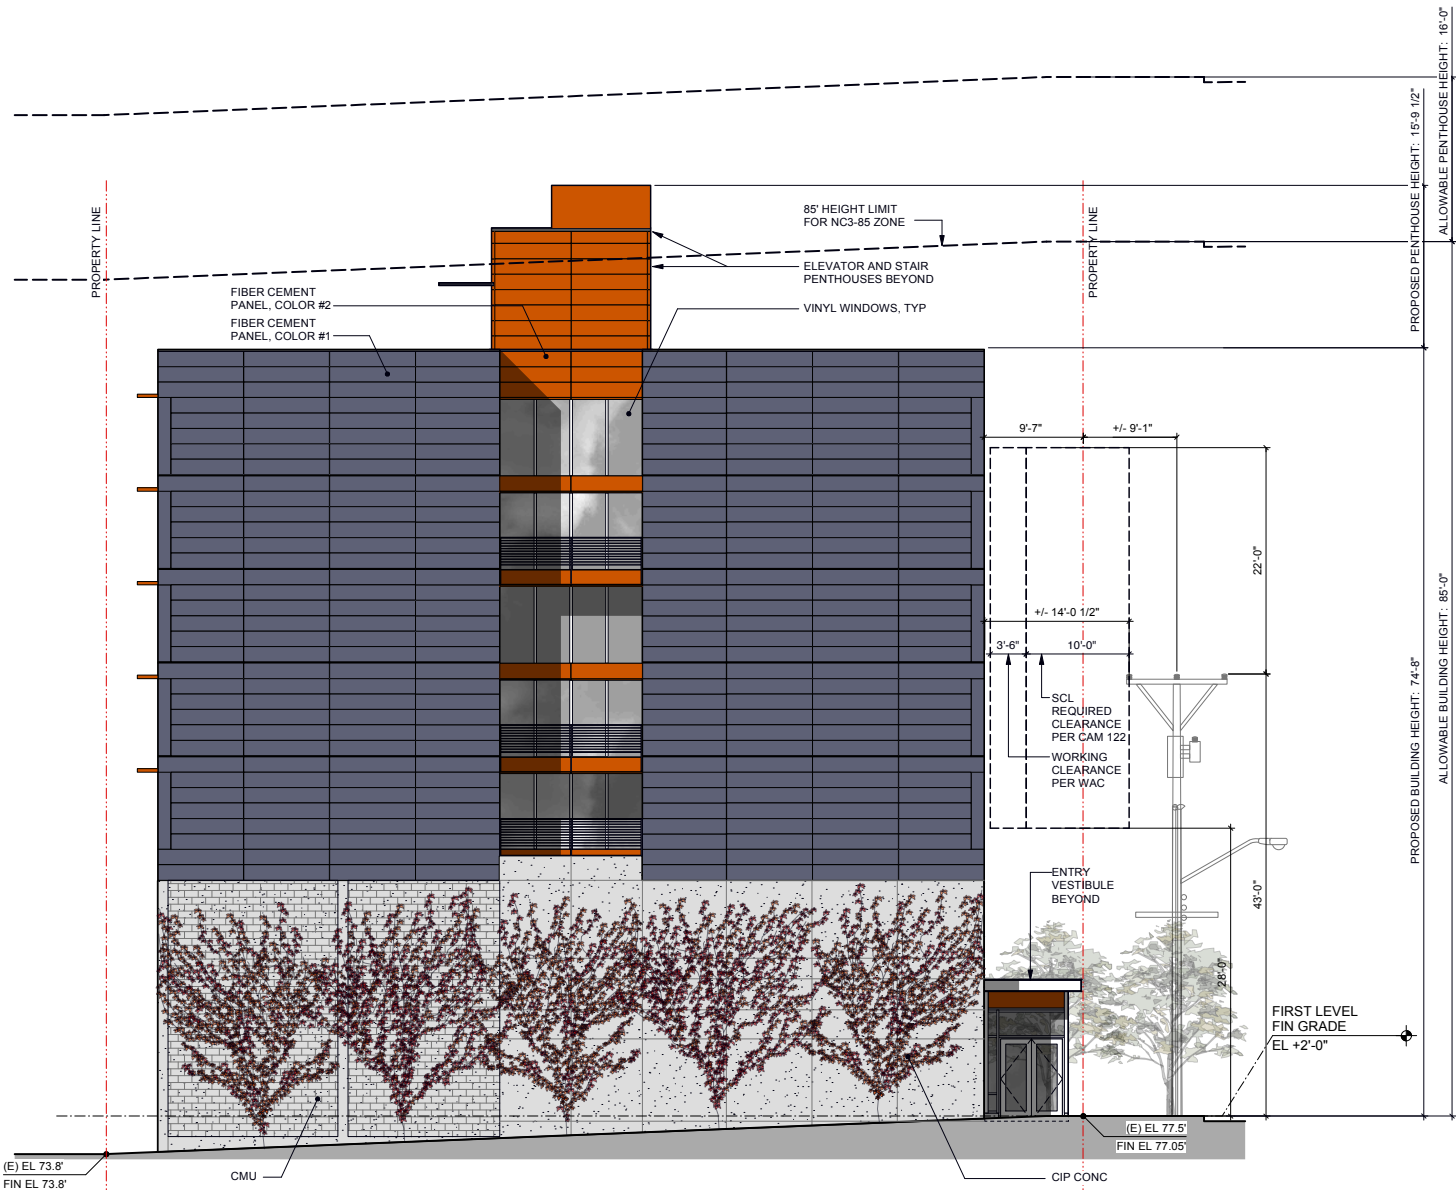 ALLOWABLE PENTHOUSE HEIGHT: 16'-0"
PROPOSED PENTHOUSE HEIGHT: 15'-9 1/2"
PROPERTY LINE
85' HEIGHT LIMIT
FOR NC3-85 ZONE
PROPERTY LINE
ELEVATOR AND STAIR
PENTHOUSES BEYOND
FIBER CEMENT
PANEL, COLOR #2
VINYL WINDOWS, TYP
FIBER CEMENT
PANEL, COLOR #1
9'-7"
+/- 9'-1"
22'-0"
+/- 14'-0 1/2"
3'-6"
10'-0"
SCL
REQUIRED
CLEARANCE
PER CAM 122
WORKING
CLEARANCE
PER WAC
PROPOSED BUILDING HEIGHT: 74'-8"
ALLOWABLE BUILDING HEIGHT: 85'-0"
ENTRY
VESTIBULE
BEYOND
43'-0"
28'-0"
FIRST LEVEL
FIN GRADE
EL +2'-0"
(E) EL 77.5'
FIN EL 77.05'
(E) EL 73.8'
FIN EL 73.8'
CMU
CIP CONC